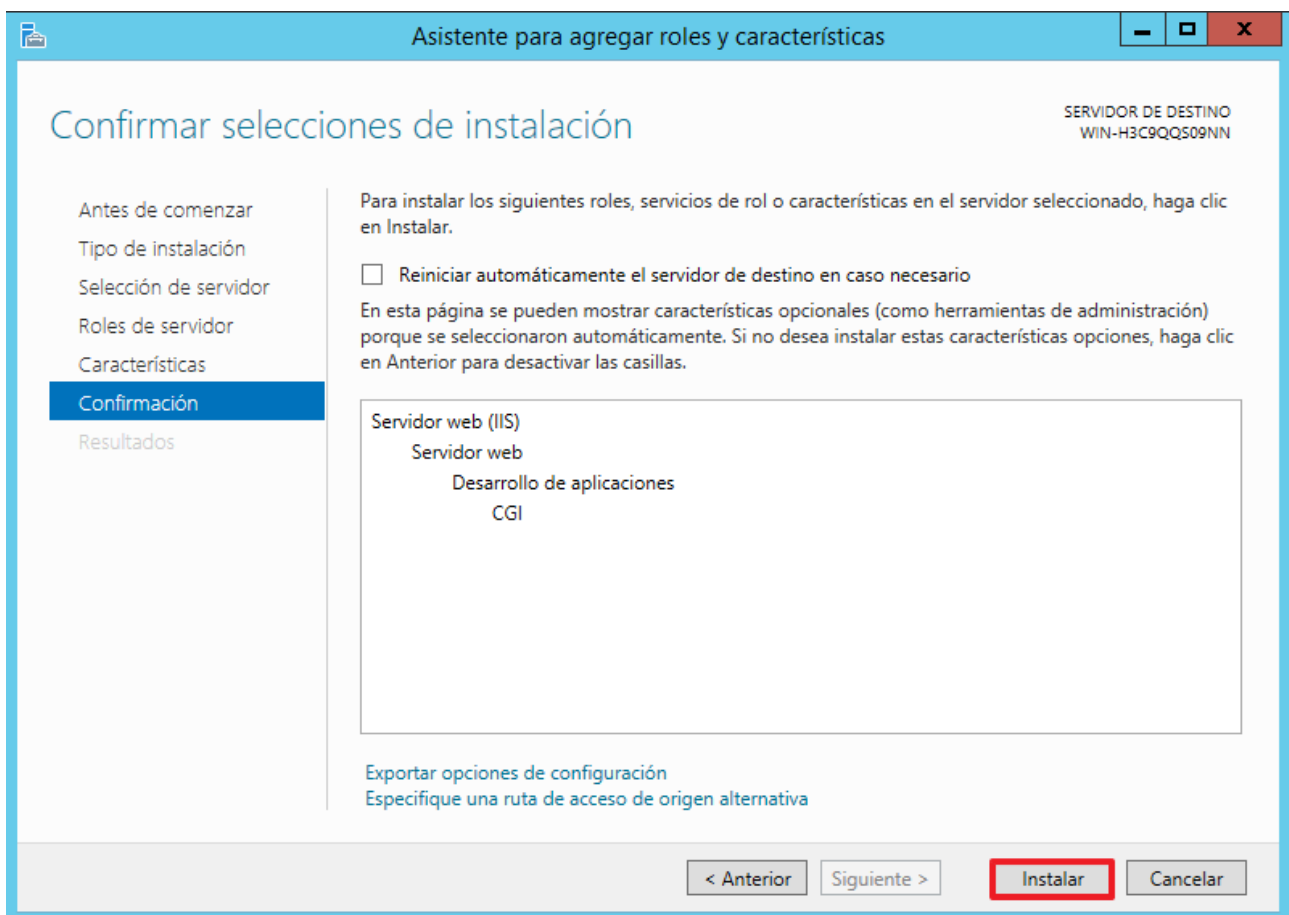 Asistente para agregar roles y características
X
Confirmar selecciones de instalación
SERVIDOR DE DESTINO
WIN-H3C9QQS09NN
Antes de comenzar
Tipo de instalación
Selección de servidor
Roles de servidor
Características
Confirmación
Resultados
Para instalar los siguientes roles, servicios de rol o características en el servidor seleccionado, haga clic
en Instalar.
Reiniciar automáticamente el servidor de destino en caso necesario
En esta página se pueden mostrar características opcionales (como herramientas de administración)
porque se seleccionaron automáticamente. Si no desea instalar estas características opciones, haga clic
en Anterior para desactivar las casillas.
Servidor web (IIS)
Servidor web
Desarrollo de aplicaciones
CGI
Exportar opciones de configuración
Especifique una ruta de acceso de origen alternativa
< Anterior
Siguiente >
Instalar
Cancelar